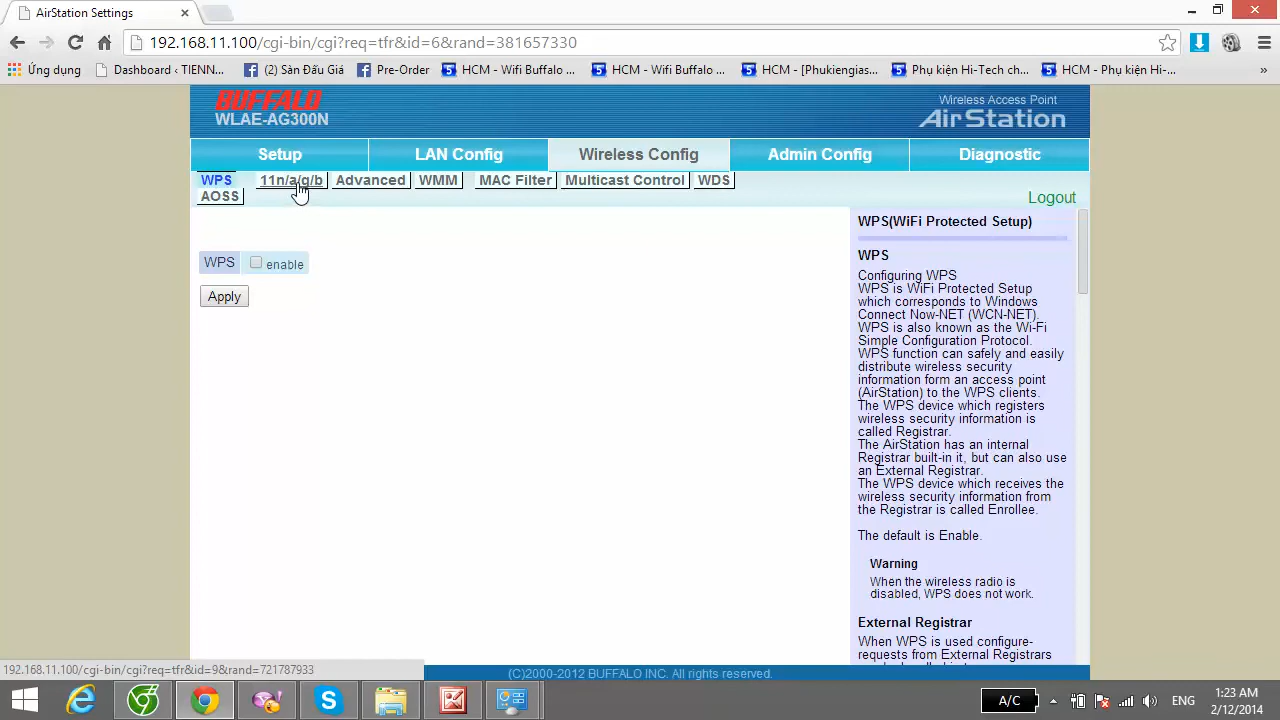 AirStation Settings
192.168.11.100/cgi-bin/cgi?req=tfr&id=6&rand=381657330
Ứng dụng
Dashboard ‹ TIENN...
(2) Sàn Đấu Giá
Pre-Order
HCM - Wifi Buffalo ...
HCM - Wifi Buffalo ...
HCM - [Phukiengias...
Phụ kiện Hi-Tech ch...
HCM - Phụ kiện Hi-...
»
BUFFALO
WLAE-AG300N
Wireless Access Point
AirStation
Setup
LAN Config
Wireless Config
Admin Config
Diagnostic
WPS
11n/a/g/b
Advanced
WMM
MAC Filter
Multicast Control
WDS
AOSS
Logout
WPS
enable
Apply
WPS(WiFi Protected Setup)
WPS
Configuring WPS
WPS is WiFi Protected Setup
which corresponds to Windows
Connect Now-NET (WCN-NET).
WPS is also known as the Wi-Fi
Simple Configuration Protocol.
WPS function can safely and easily
distribute wireless security
information form an access point
(AirStation) to the WPS clients.
The WPS device which registers
wireless security information is
called Registrar.
The AirStation has an internal
Registrar built-in it, but can also use
an External Registrar.
The WPS device which receives the
wireless security information from
the Registrar is called Enrollee.
The default is Enable.
Warning
When the wireless radio is
disabled, WPS does not work.
External Registrar
When WPS is used configure-
requests from External Registrars
192.168.11.100/cgi-bin/cgi?req=tfr&id=9&rand=721787933
(C)2000-2012 BUFFALO INC. All rights reserved.
A/C
ENG
1:23 AM
2/12/2014